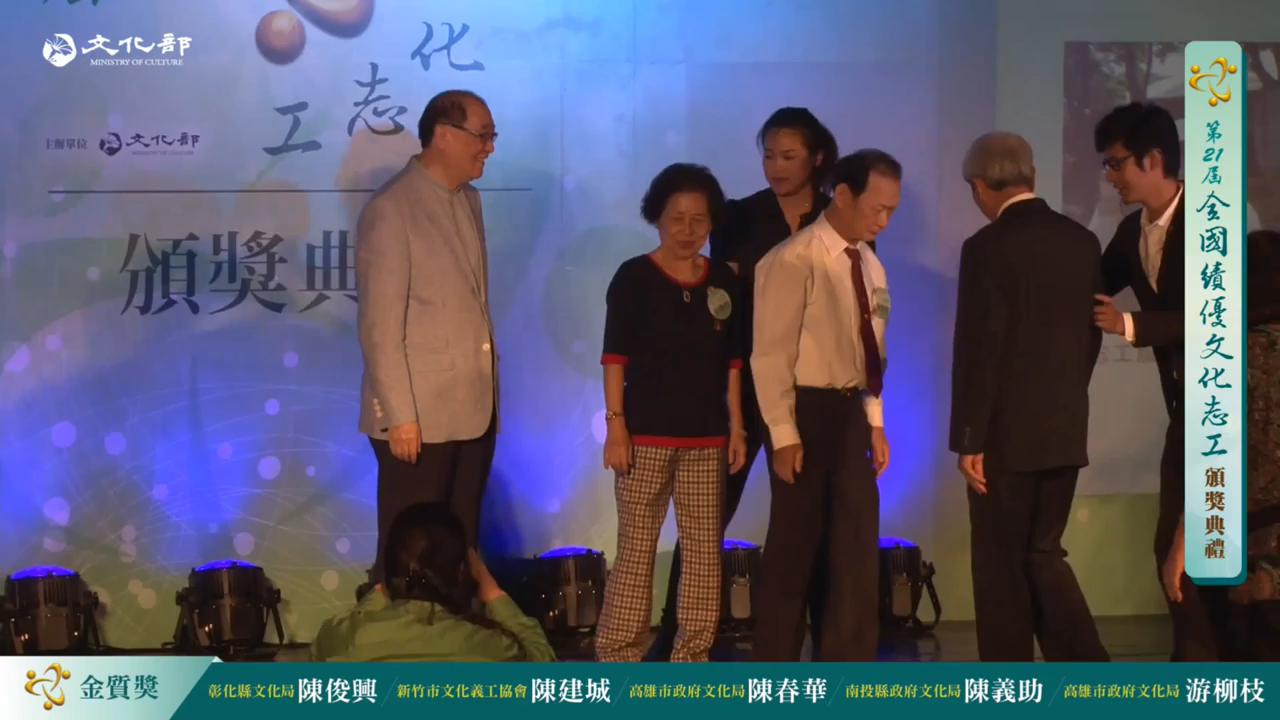 文化部
MINISTRY OF CULTURE
化
志
工
主辦單位 文化部
MINISTRY OF CULTURE
頒獎典
第21屆全國績優文化志工頒獎典禮
金質獎 彰化縣文化局 陳俊興 / 新竹市文化義工協會 陳建城 / 高雄市政府文化局 陳春華 / 南投縣政府文化局 陳義助 / 高雄市政府文化局 游柳枝